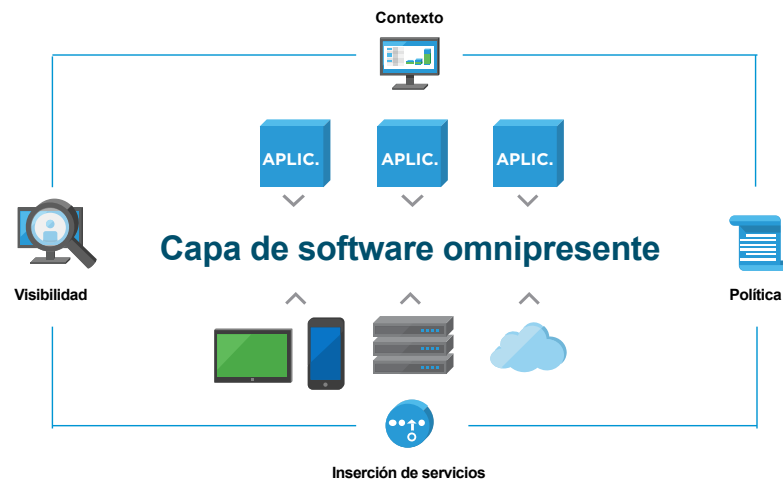 Contexto
APLIC.
APLIC.
APLIC.
Capa de software omnipresente
Visibilidad
Política
Inserción de servicios